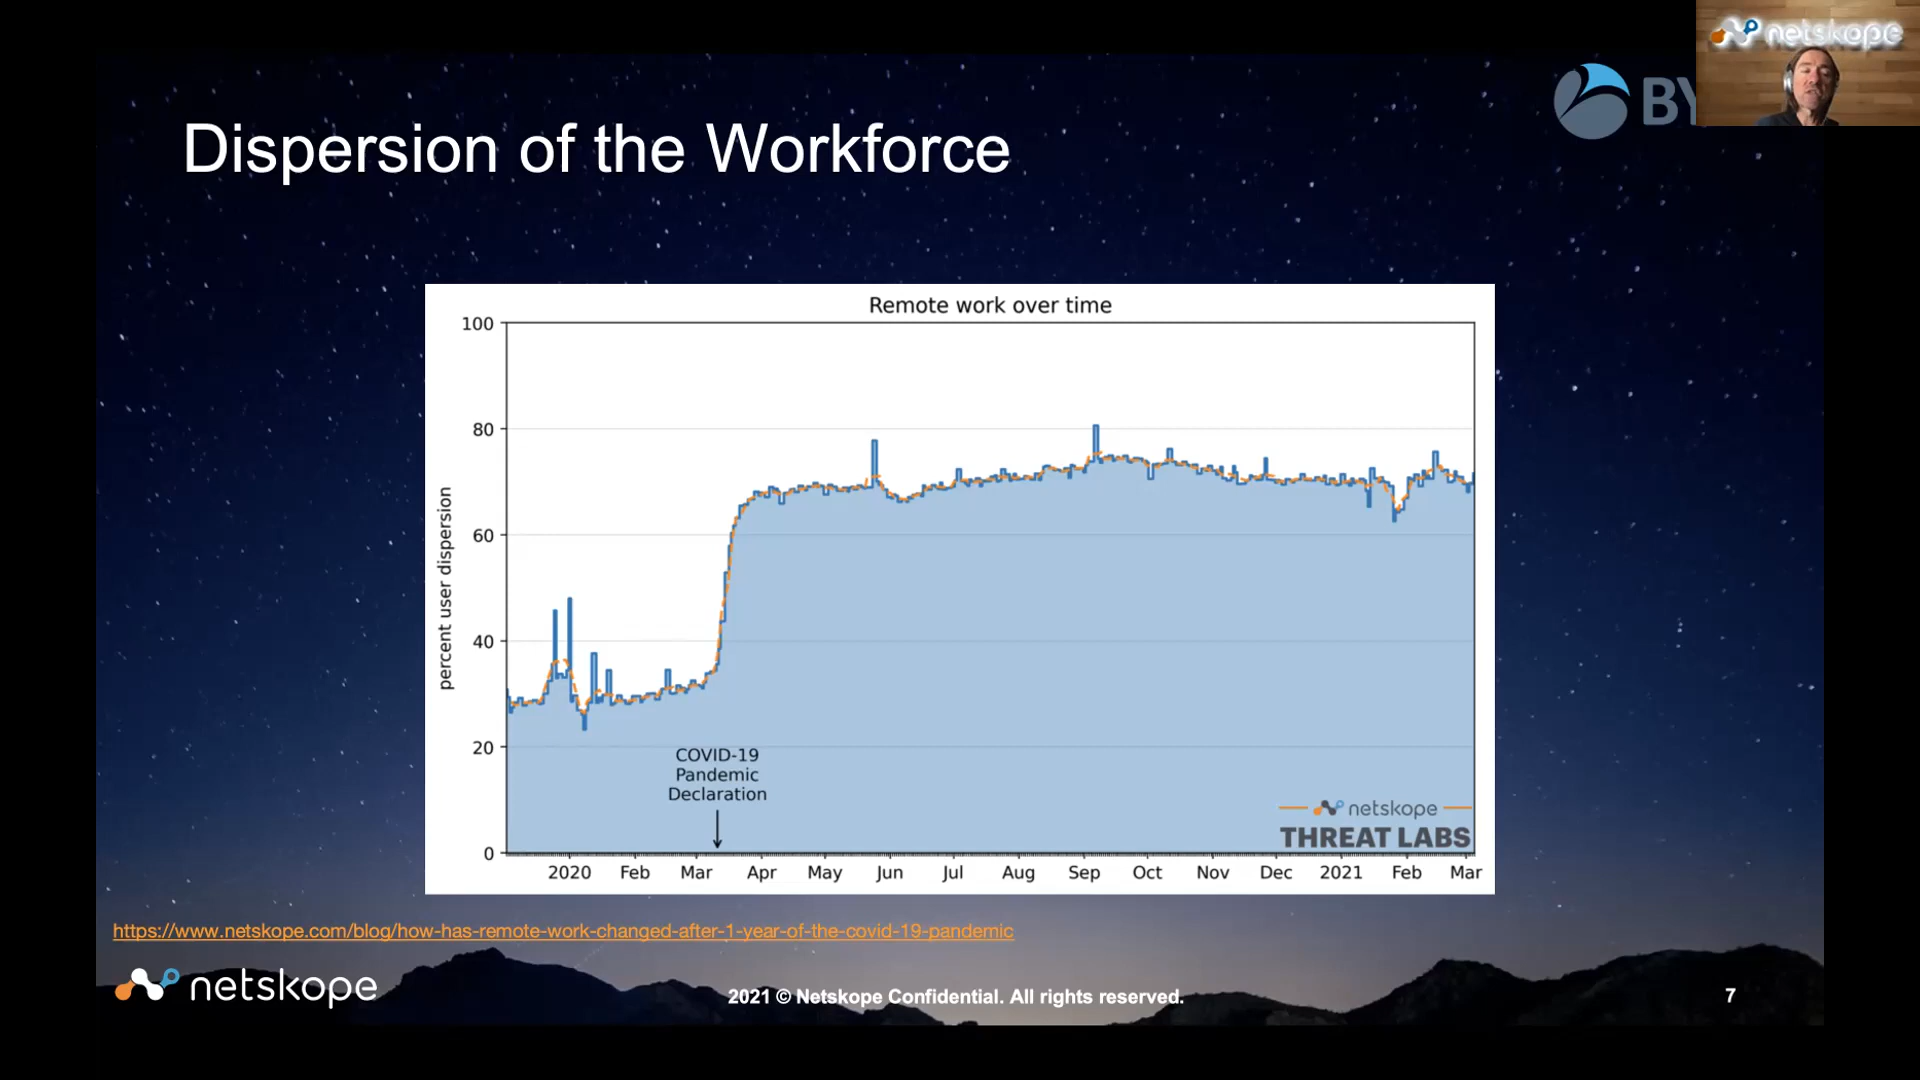 netskope
BY
Dispersion of the Workforce
Remote work over time
100
80
60
40
20
0
percent user dispersion
COVID-19
Pandemic
Declaration
netskope
THREAT LABS
2020 Feb Mar Apr May Jun Jul Aug Sep Oct Nov Dec 2021 Feb Mar
https://www.netskope.com/blog/how-has-remote-work-changed-after-1-year-of-the-covid-19-pandemic
netskope
2021 © Netskope Confidential. All rights reserved.
7